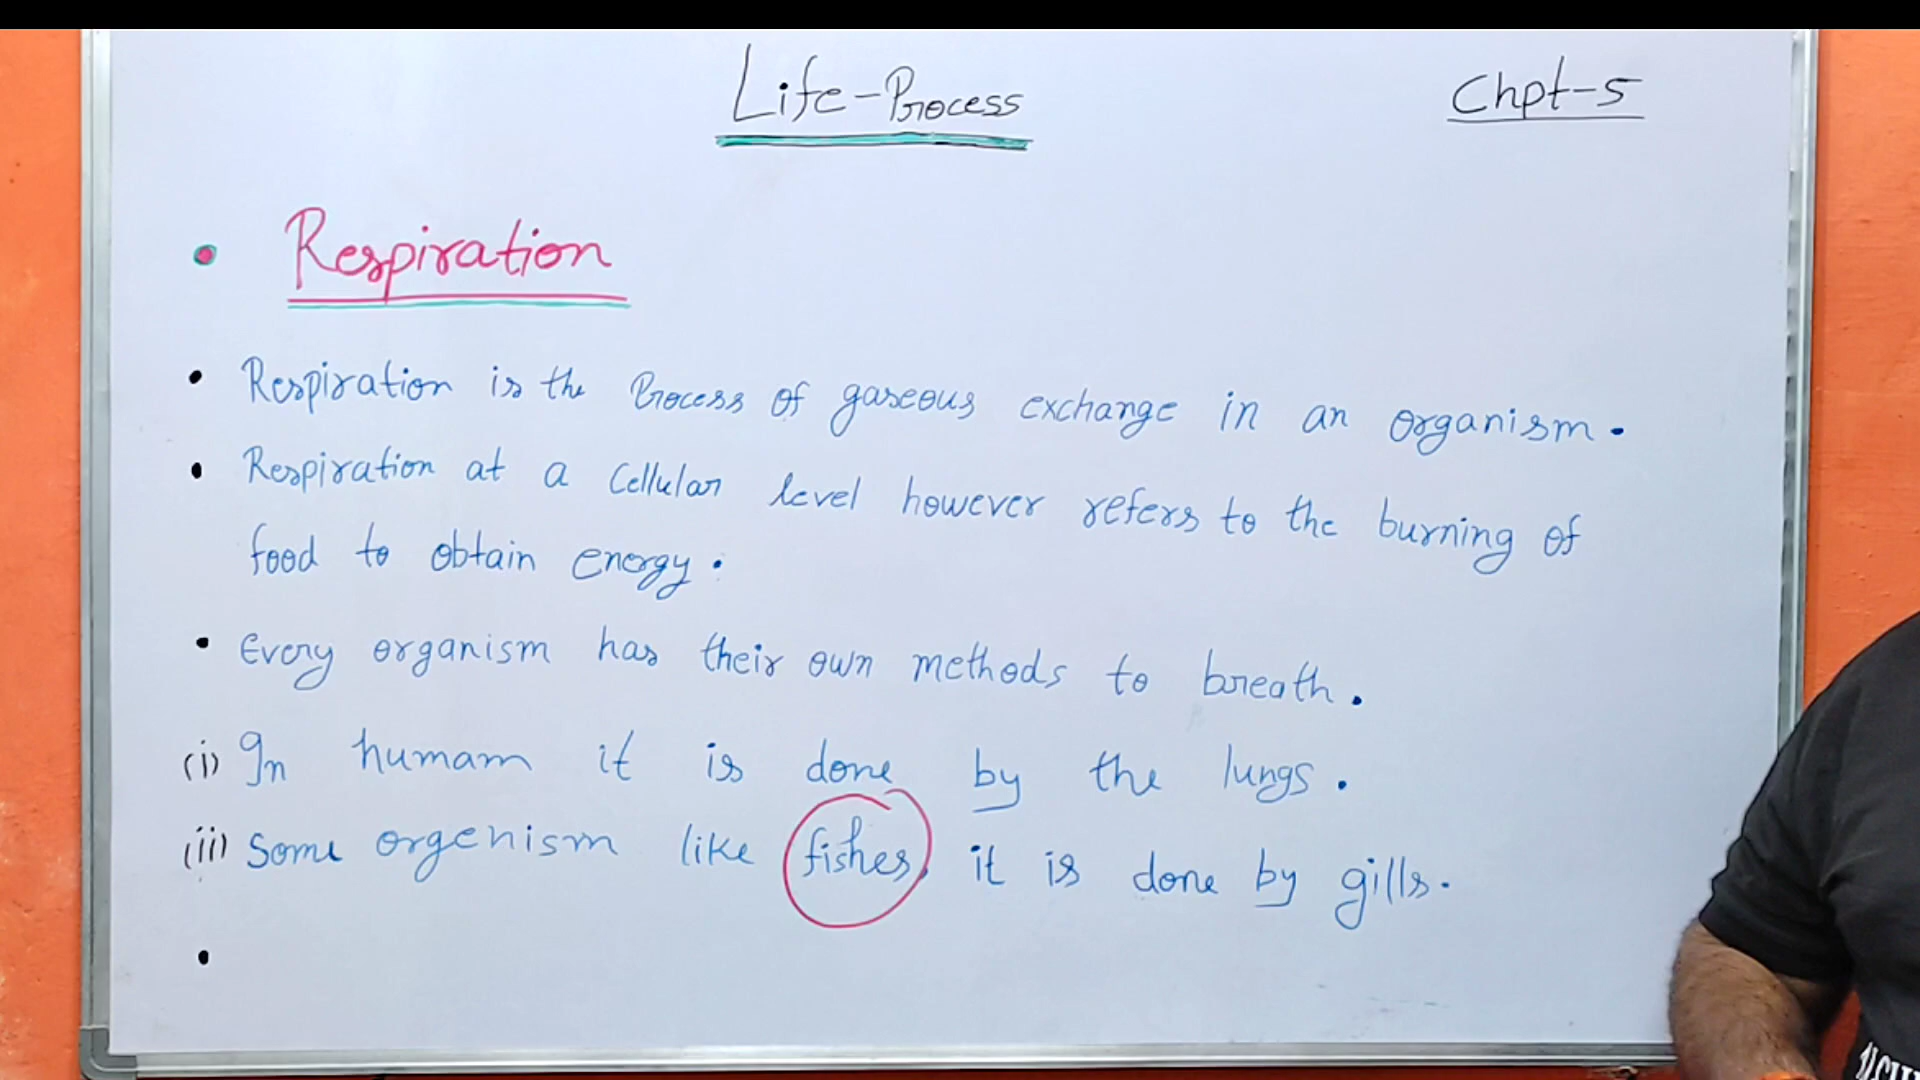 Life-Process
Chpt-5
• Respiration
• Respiration is the Process of gaseous exchange in an organism.
• Respiration at a cellular level however refers to the burning of
food to obtain energy.
• Every organism has their own methods to breath.
(i) In humam it is done by the lungs.
(ii) Some orgenism like fishes, it is done by gills.
•